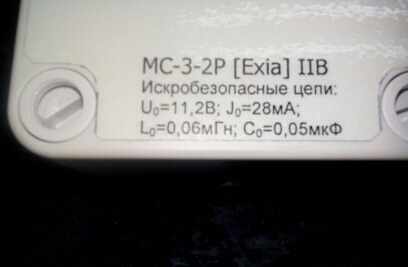 МС-3-2Р [Exia] IIB
Искробезопасные цепи:
U₀=11,2В; J₀=28мА;
L₀=0,06мГн; C₀=0,05мкФ